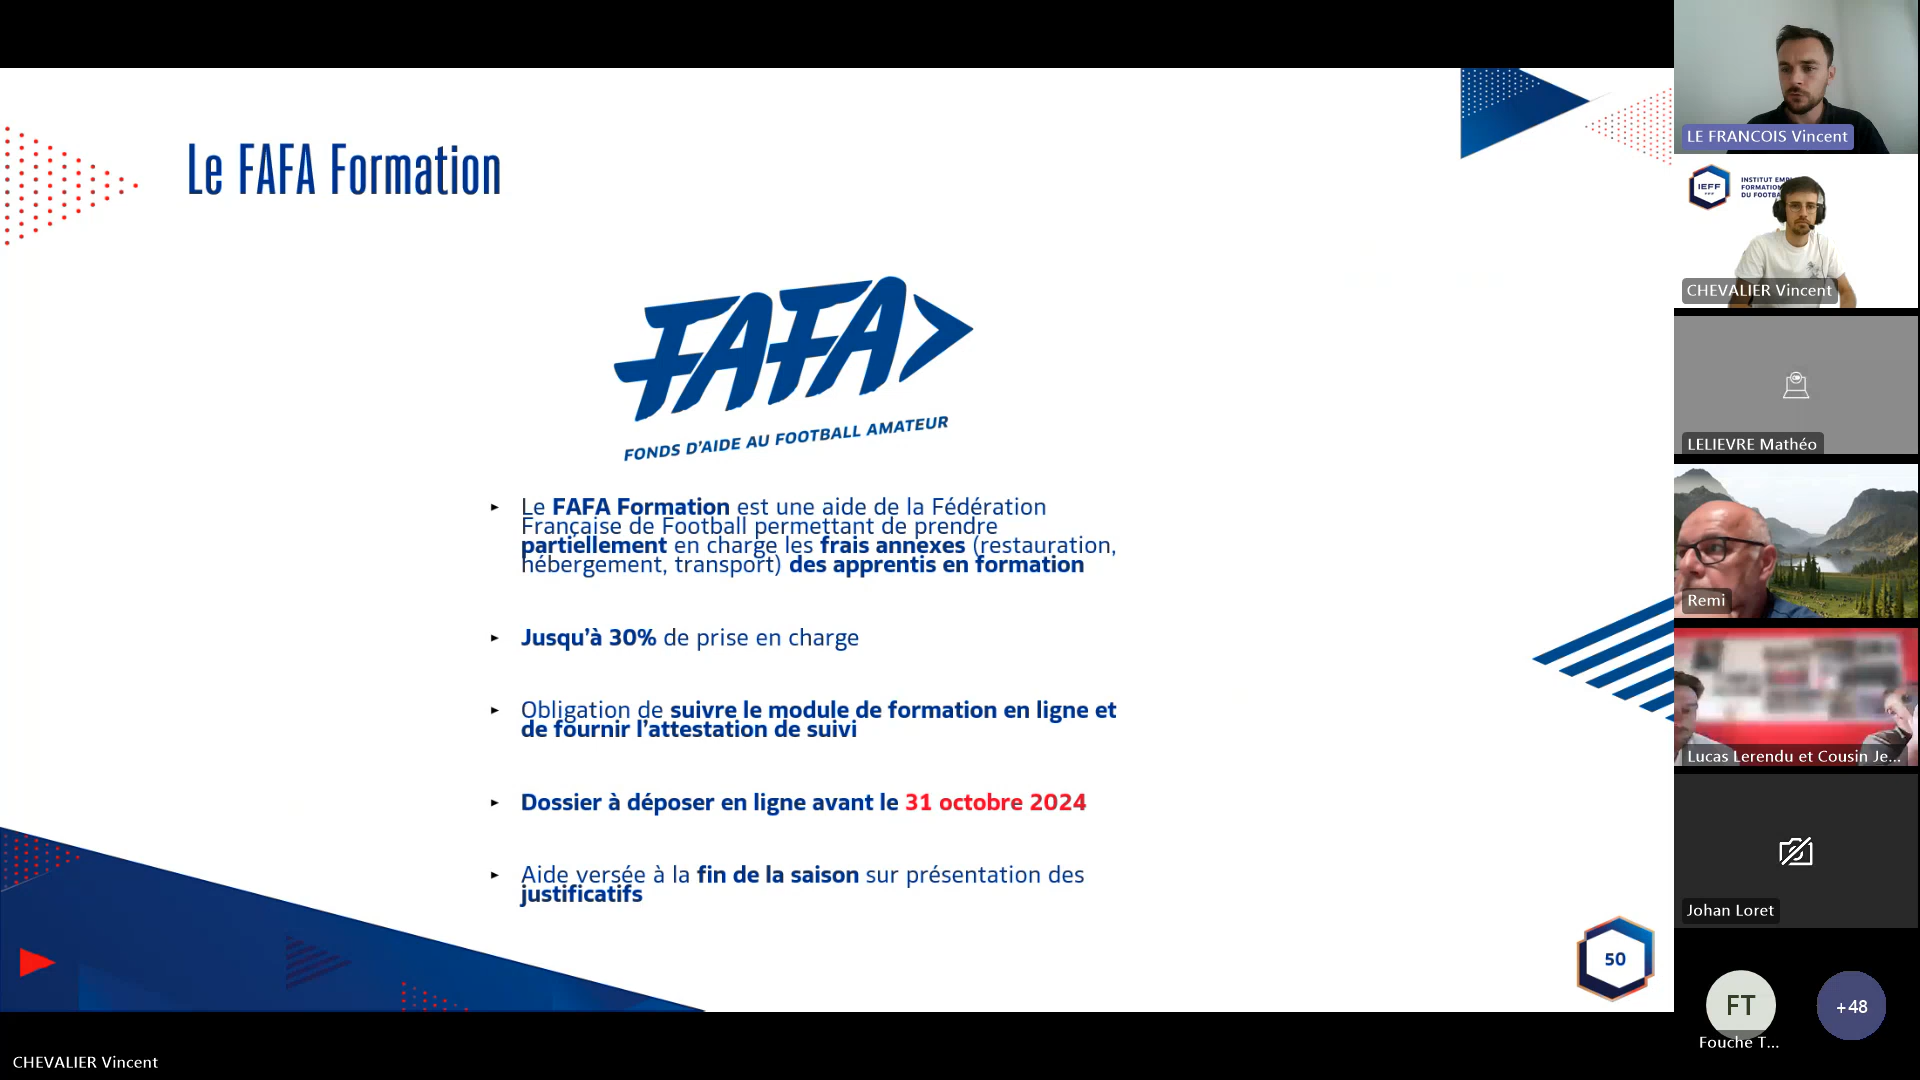 Le FAFA Formation
FAFA
FONDS D'AIDE AU FOOTBALL AMATEUR
Le FAFA Formation est une aide de la Fédération
Française de Football permettant de prendre
partiellement en charge les frais annexes (restauration,
hébergement, transport) des apprentis en formation
Jusqu'à 30% de prise en charge
Obligation de suivre le module de formation en ligne et
de fournir l'attestation de suivi
Dossier à déposer en ligne avant le 31 octobre 2024
Aide versée à la fin de la saison sur présentation des
justificatifs
50
CHEVALIER Vincent
LE FRANCOIS Vincent
IEFF
INSTITUT EMPL
FORMATION
DU FOOTBA
CHEVALIER Vincent
LELIEVRE Mathéo
Remi
Lucas Lerendu et Cousin Je...
Johan Loret
FT
Fouche T...
+48